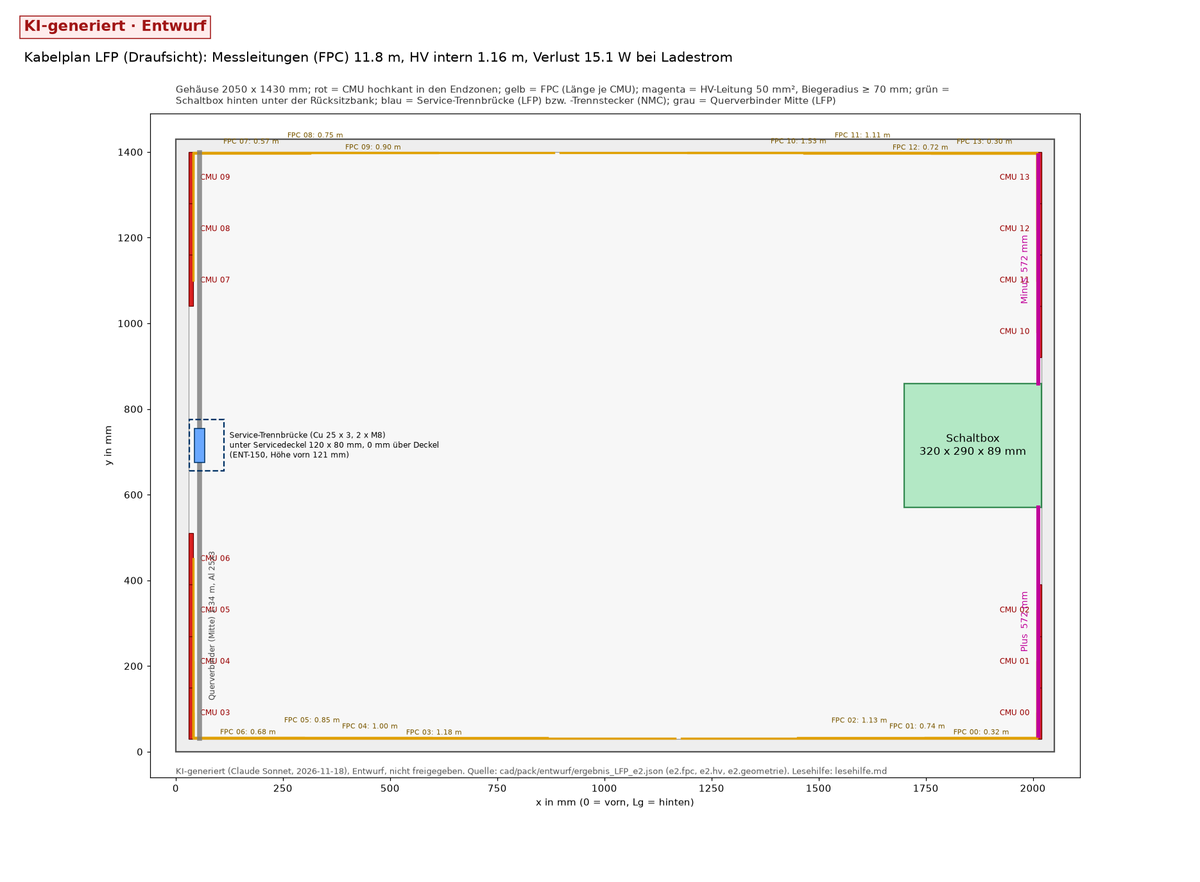 KI-generiert · Entwurf
Kabelplan LFP (Draufsicht): Messleitungen (FPC) 11.8 m, HV intern 1.16 m, Verlust 15.1 W bei Ladestrom
Gehäuse 2050 x 1430 mm; rot = CMU hochkant in den Endzonen; gelb = FPC (Länge je CMU); magenta = HV-Leitung 50 mm², Biegeradius ≥ 70 mm; grün =
Schaltbox hinten unter der Rücksitzbank; blau = Service-Trennbrücke (LFP) bzw. -Trennstecker (NMC); grau = Querverbinder Mitte (LFP)
FPC 08: 0.75 m
FPC 11: 1.11 m
FPC 07: 0.57 m
FPC 10: 1.53 m
FPC 13: 0.30 m
FPC 09: 0.90 m
FPC 12: 0.72 m
1400
CMU 09
CMU 13
CMU 08
CMU 12
1200
CMU 07
CMU 11
Minus 572 mm
CMU 10
1000
800
Service-Trennbrücke (Cu 25 x 3, 2 x M8)
unter Servicedeckel 120 x 80 mm, 0 mm über Deckel
(ENT-150, Höhe vorn 121 mm)
Schaltbox
320 x 290 x 89 mm
y in mm
600
CMU 06
400
Querverbinder (Mitte) 1.34 m, Al 25x3
CMU 05
CMU 02
Plus 572 mm
CMU 04
CMU 01
200
CMU 03
CMU 00
FPC 05: 0.85 m
FPC 02: 1.13 m
FPC 04: 1.00 m
FPC 01: 0.74 m
FPC 06: 0.68 m
FPC 03: 1.18 m
FPC 00: 0.32 m
0
KI-generiert (Claude Sonnet, 2026-11-18), Entwurf, nicht freigegeben. Quelle: cad/pack/entwurf/ergebnis_LFP_e2.json (e2.fpc, e2.hv, e2.geometrie). Lesehilfe: lesehilfe.md
0 250 500 750 1000 1250 1500 1750 2000
x in mm (0 = vorn, Lg = hinten)